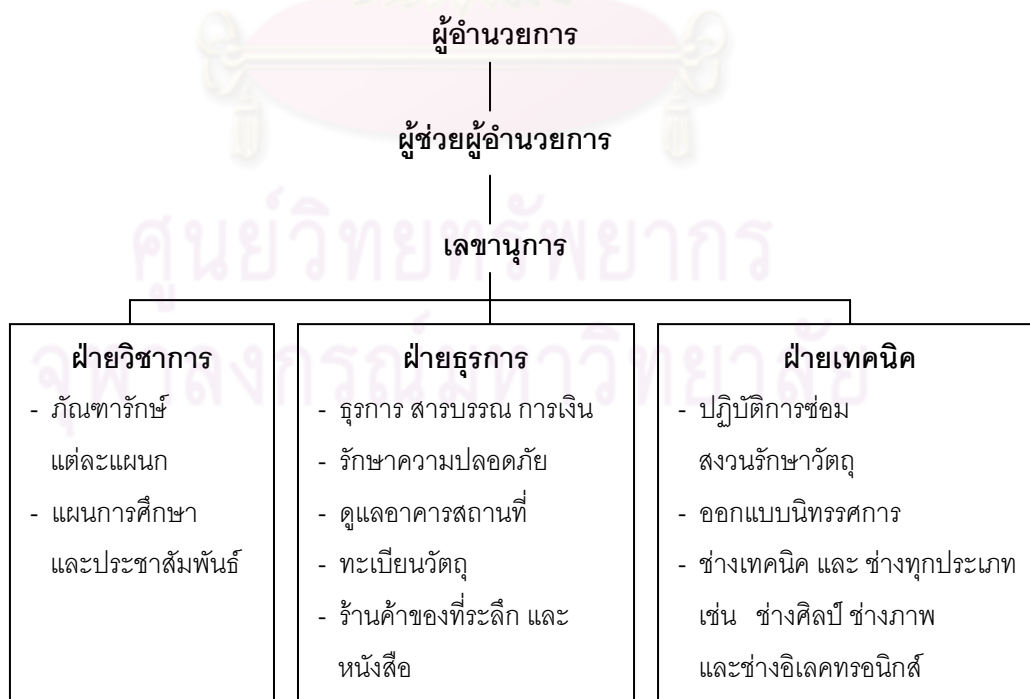 ผู้อำนวยการ
ผู้ช่วยผู้อำนวยการ
เลขานุการ
ฝ่ายวิชาการ
- ภัณฑารักษ์
แต่ละแผนก
- แผนการศึกษา
และประชาสัมพันธ์
ฝ่ายธุรการ
- ธุรการ สารบรรณ การเงิน
- รักษาความปลอดภัย
- ดูแลอาคารสถานที่
- ทะเบียนวัตถุ
- ร้านค้าของที่ระลึก และ
หนังสือ
ฝ่ายเทคนิค
- ปฏิบัติการซ่อม
สงวนรักษาวัตถุ
- ออกแบบนิทรรศการ
- ช่างเทคนิค และ ช่างทุกประเภท
เช่น ช่างศิลป์ ช่างภาพ
และช่างอิเลคทรอนิกส์
ศูนย์วิทยทรัพยากร
จุฬาลงกรณ์มหาวิทยาลัย